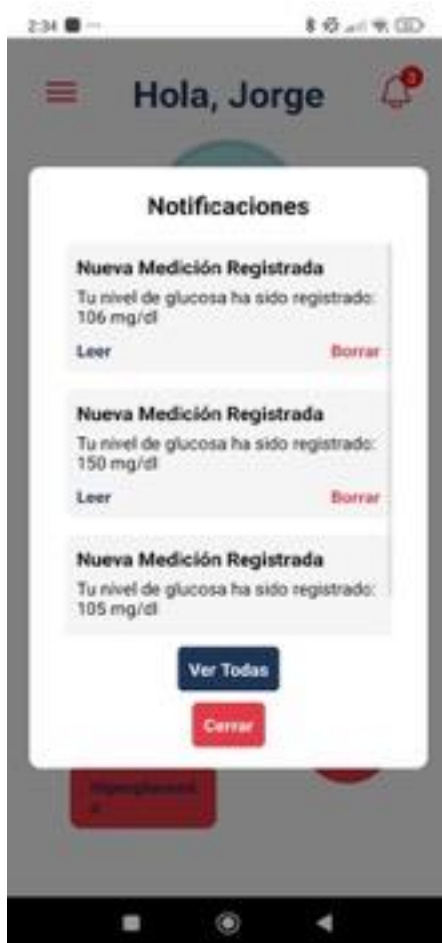 2:34
Hola, Jorge
3
Notificaciones
Nueva Medición Registrada
Tu nivel de glucosa ha sido registrado:
106 mg/dl
Leer Borrar
Nueva Medición Registrada
Tu nivel de glucosa ha sido registrado:
150 mg/dl
Leer Borrar
Nueva Medición Registrada
Tu nivel de glucosa ha sido registrado:
105 mg/dl
Ver Todas
Cerrar